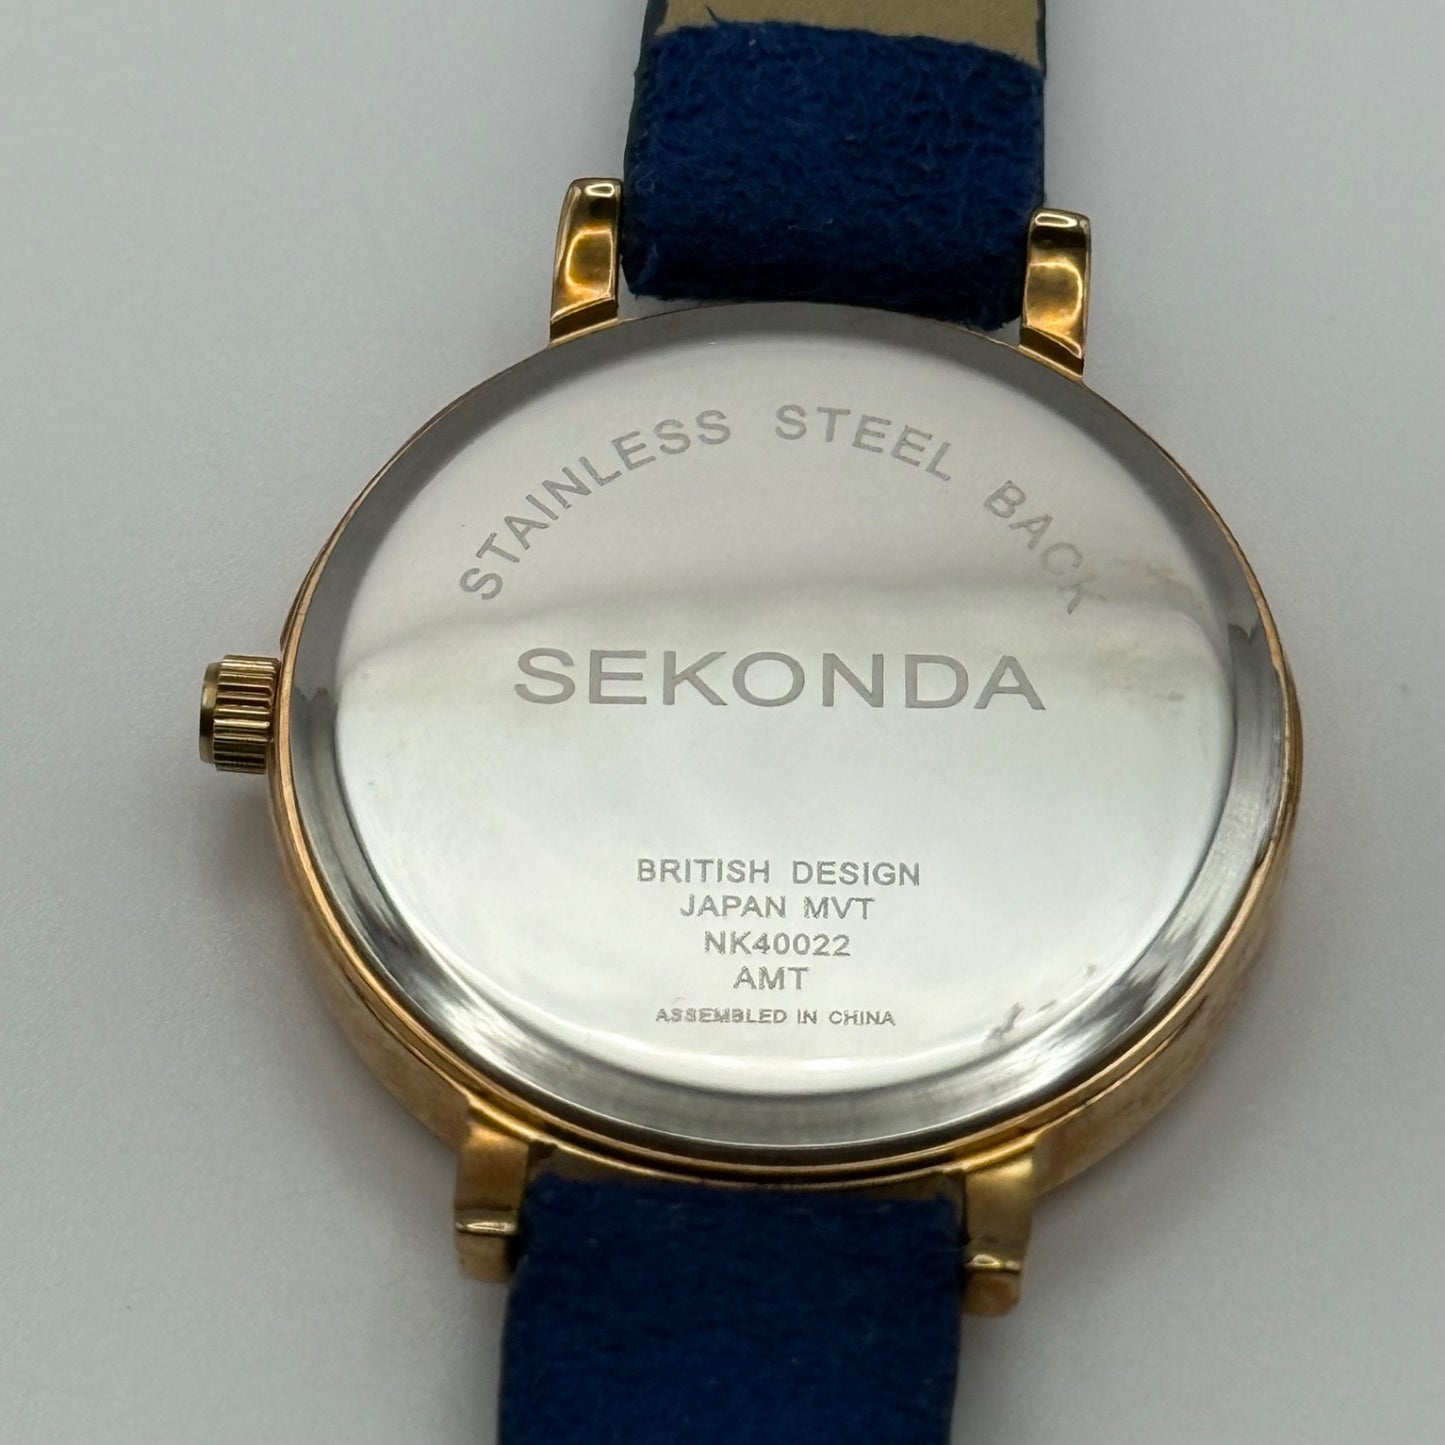 STAINLESS STEEL BACK
SEKONDA
BRITISH DESIGN
JAPAN MVT
NK40022
AMT
ASSEMBLED IN CHINA